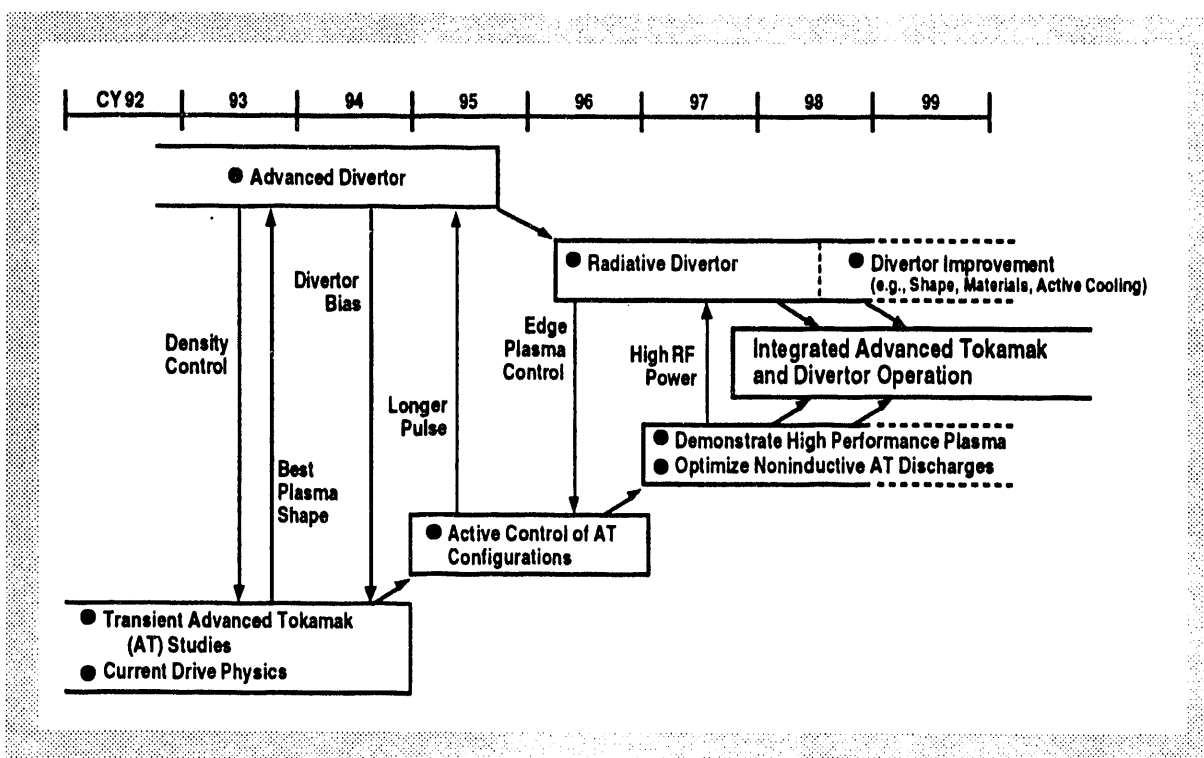 CY 92 93 94 95 96 97 98 99
● Advanced Divertor
● Radiative Divertor
● Divertor Improvement
(e.g., Shape, Materials, Active Cooling)
Divertor
Bias
Density
Control
Edge
Plasma
Control
High RF
Power
Integrated Advanced Tokamak
and Divertor Operation
Longer
Pulse
Best
Plasma
Shape
● Demonstrate High Performance Plasma
● Optimize Noninductive AT Discharges
● Active Control of AT
Configurations
● Transient Advanced Tokamak
(AT) Studies
● Current Drive Physics